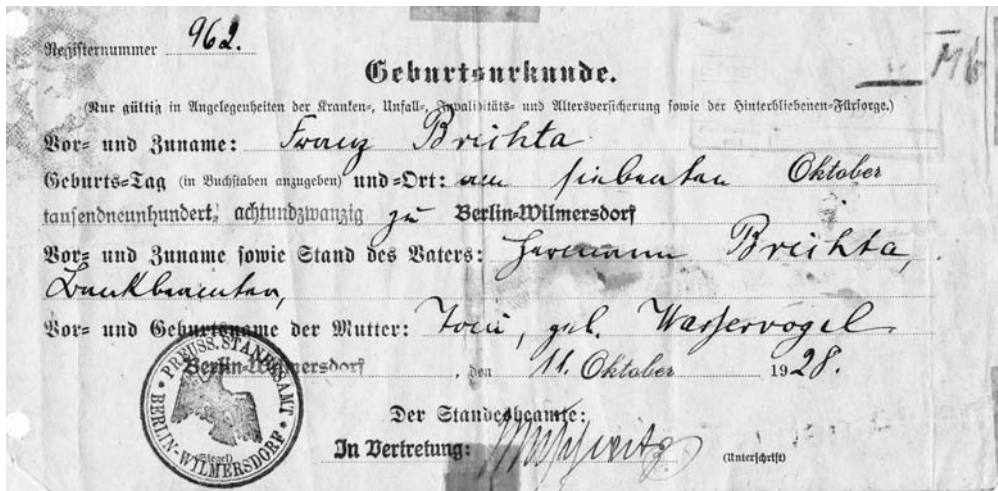 Registernummer 962.
Geburtsurkunde.
(Nur gültig in Angelegenheiten der Kranken-, Unfall-, Invaliditäts- und Altersversicherung sowie der Hinterbliebenen-Fürsorge.)
Vor- und Zuname: Franz Brichta
Geburts-Tag (in Buchstaben anzugeben) und -Ort: am siebenten Oktober
tausendneunhundert achtundzwanzig zu Berlin-Wilmersdorf
Vor- und Zuname sowie Stand des Vaters: Hermann Brichta,
Bankbeamten,
Vor- und Geburtsname der Mutter: Toni, geb. Wasservogel
Berlin-Wilmersdorf, den 11. Oktober 1928.
Der Standesbeamte:
In Vertretung:
(Unterschrift)
(Siegel)
PREUSS. STANDESAMT • BERLIN-WILMERSDORF •